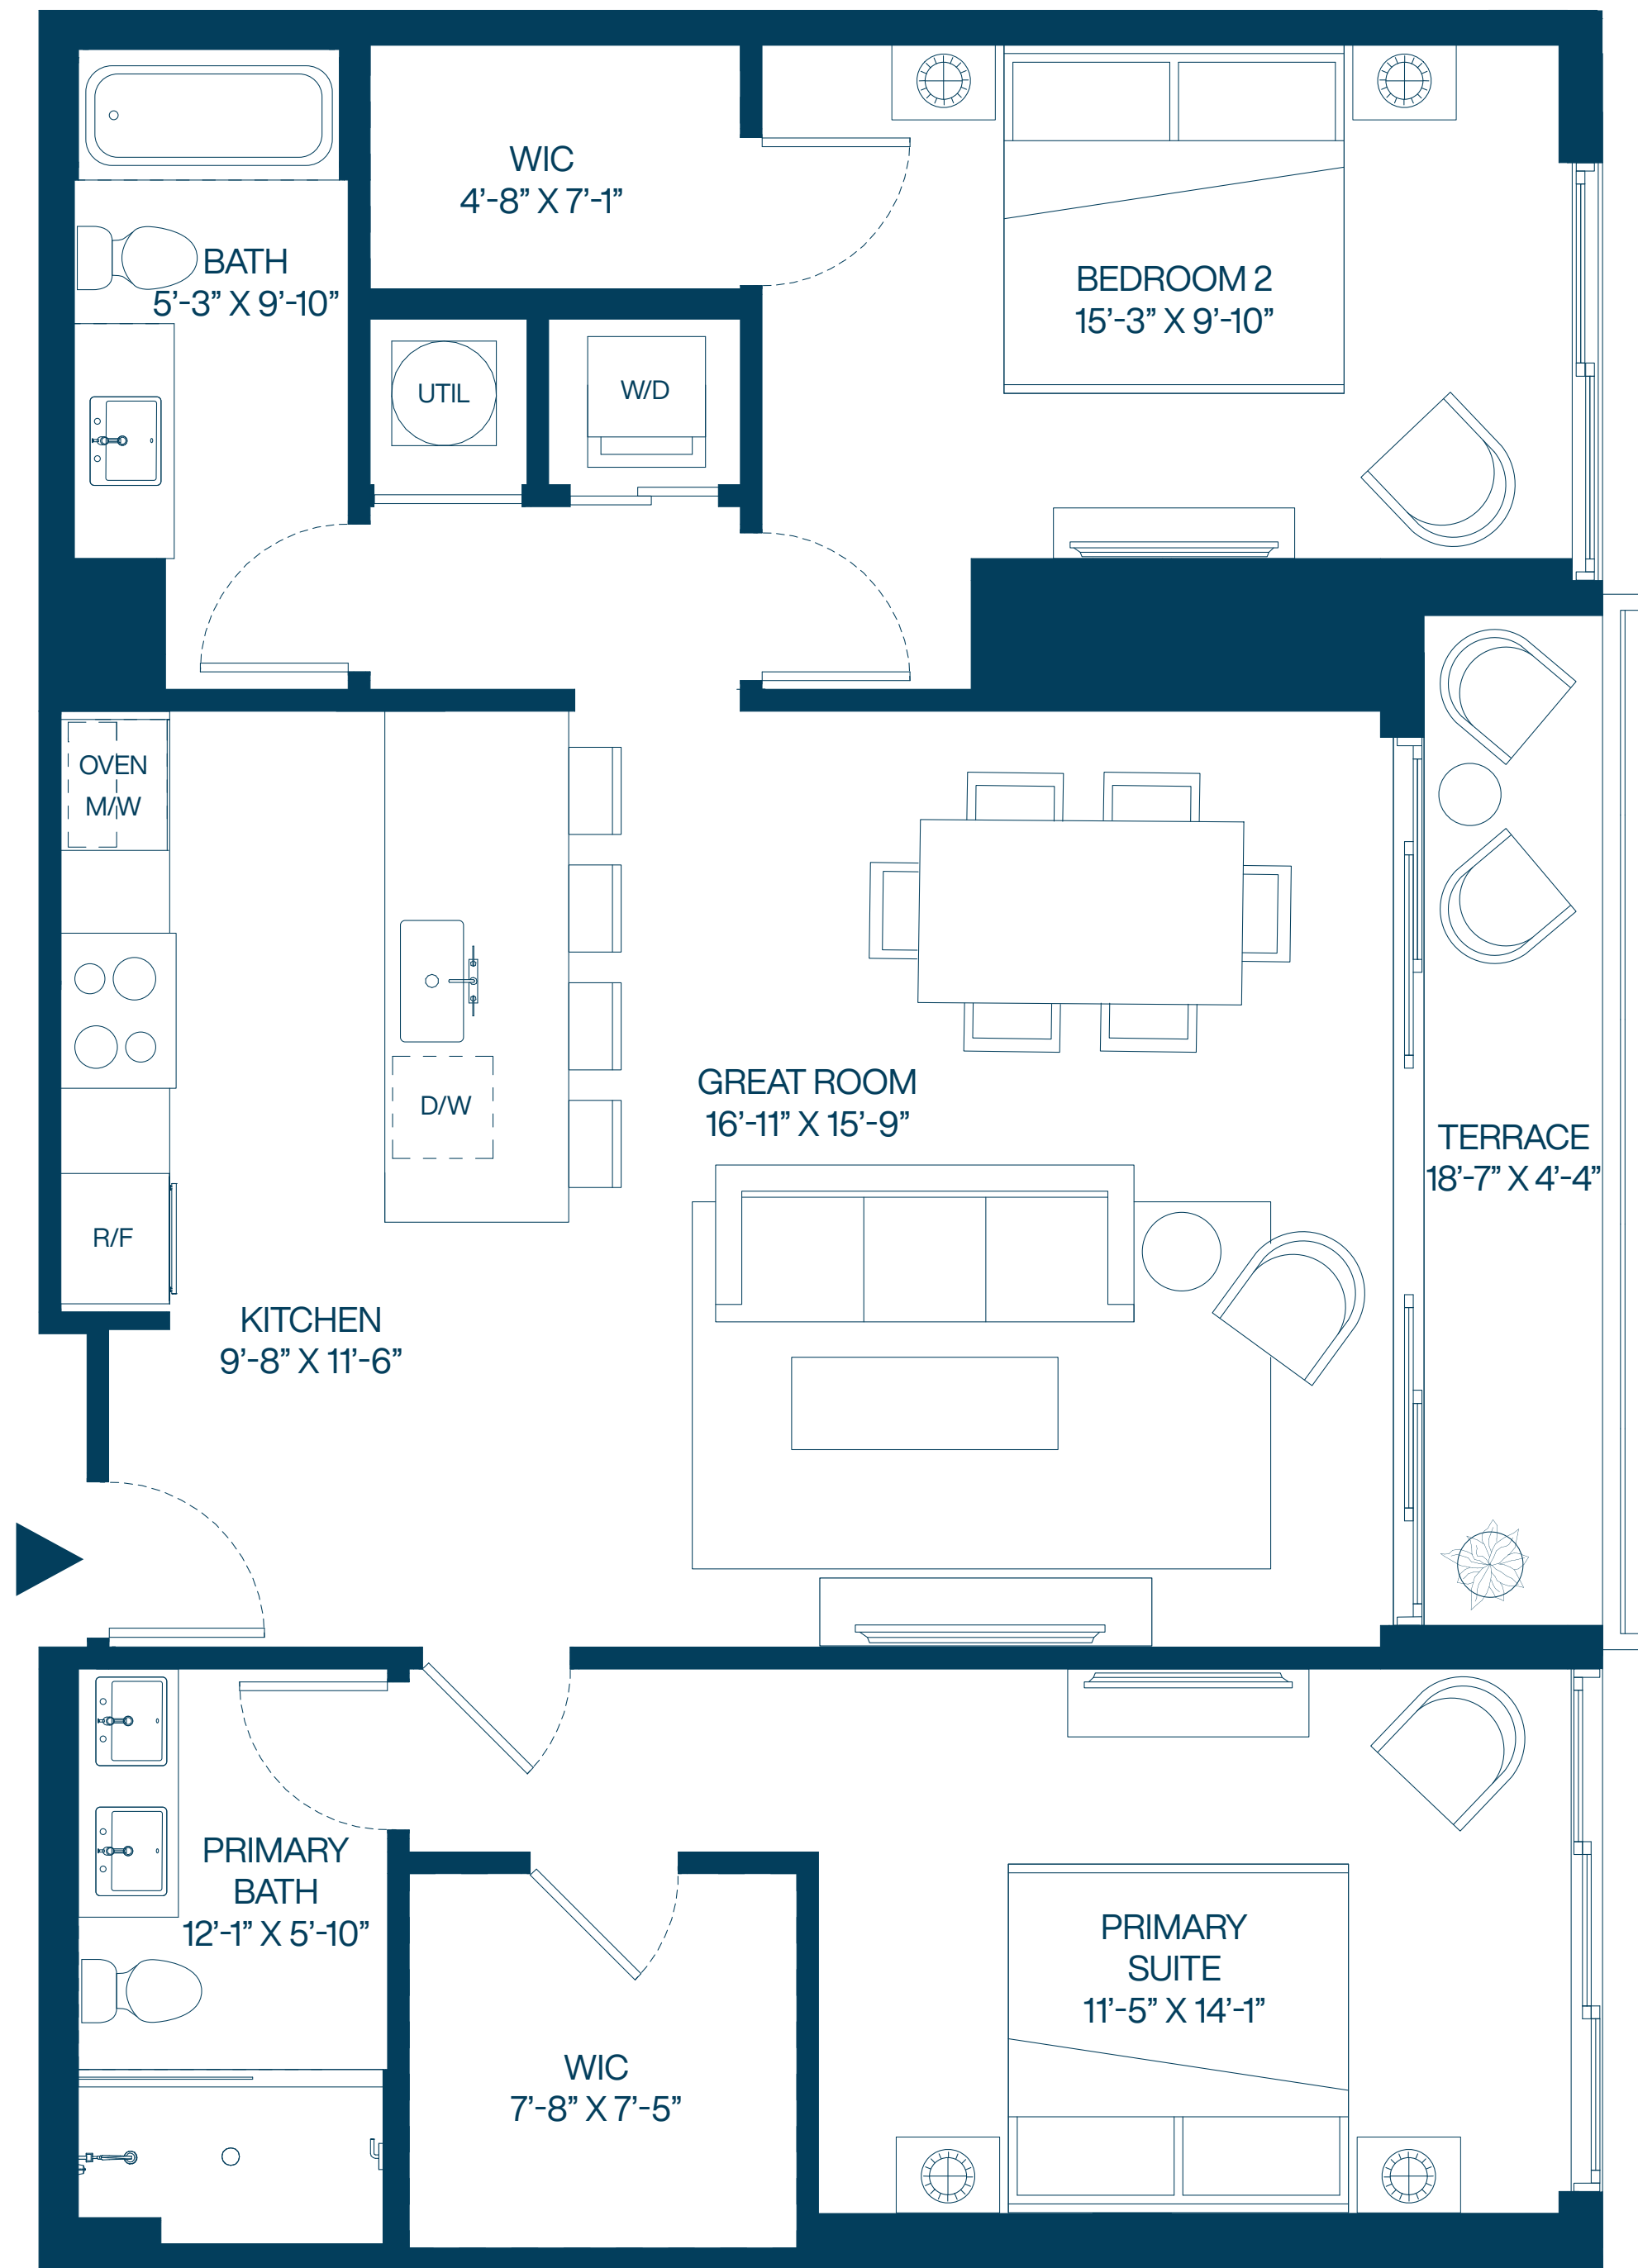 WIC
4’-8” X 7’-1”
BATH
5’-3” X 9’-10”
BEDROOM 2
15’-3” X 9’-10”
UTIL
W/D
OVEN
M/W
D/W
GREAT ROOM
16’-11” X 15’-9”
TERRACE
18’-7” X 4’-4”
R/F
KITCHEN
9’-8” X 11’-6”
PRIMARY
BATH
12’-1” X 5’-10”
PRIMARY
SUITE
11’-5” X 14’-1”
WIC
7’-8” X 7’-5”